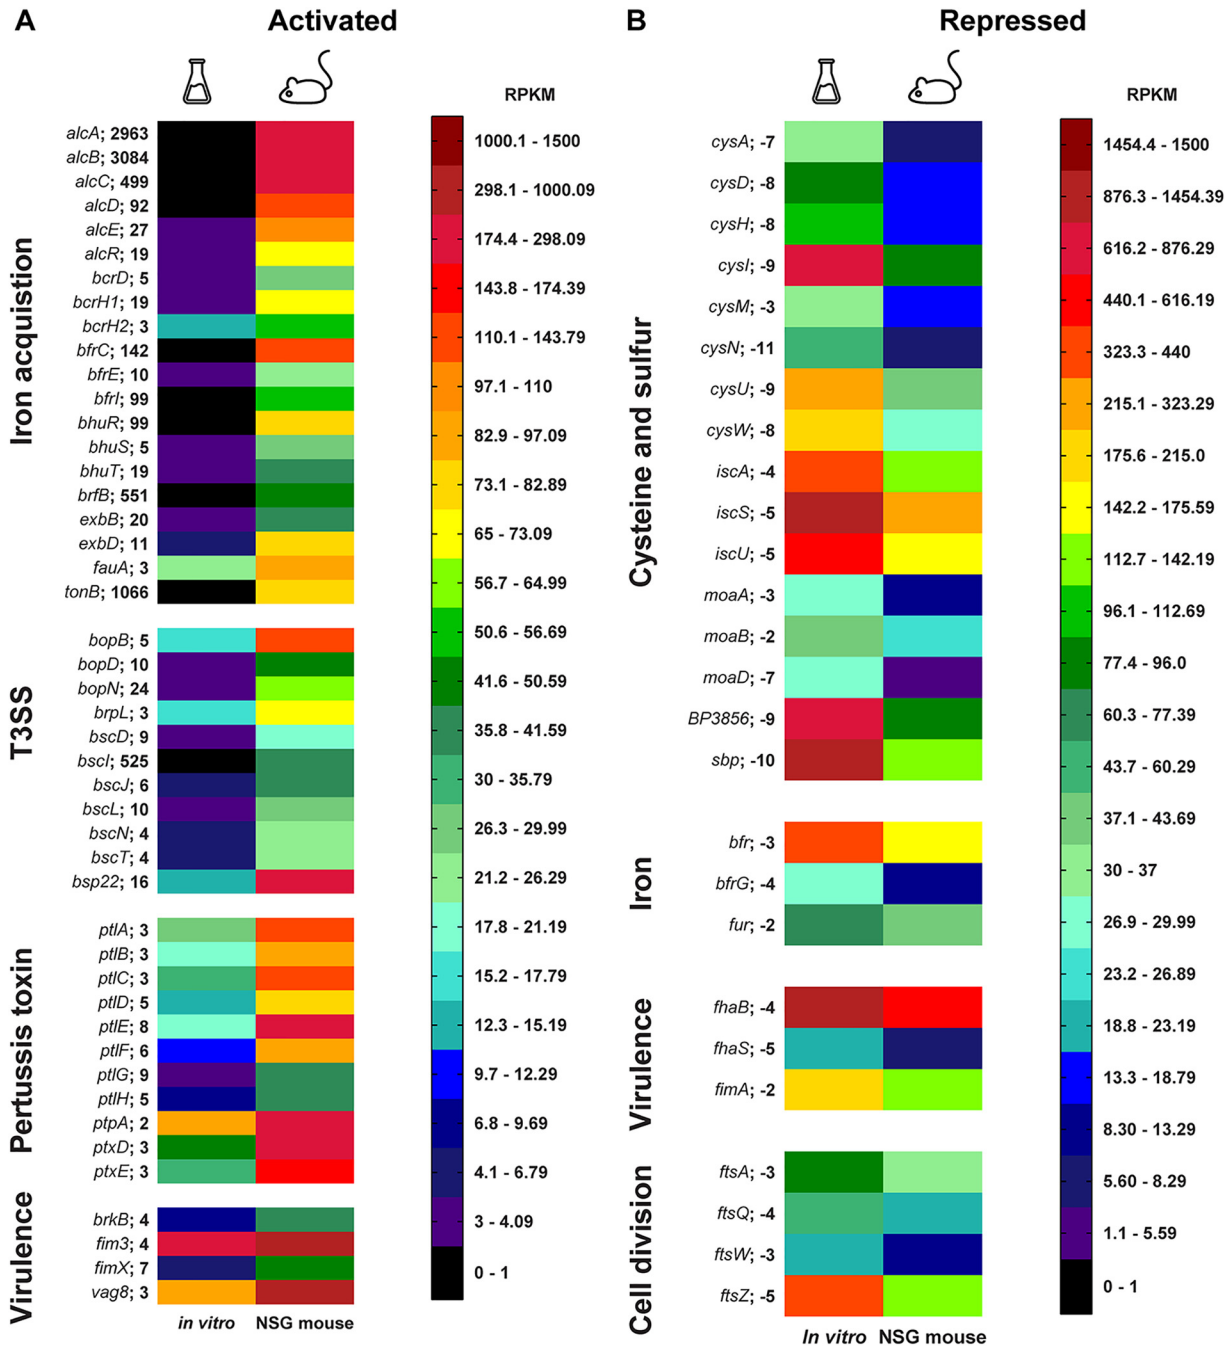 A
Activated
RPKM
Iron acquistion
alcA; 2963
alcB; 3084
alcC; 499
alcD; 92
alcE; 27
alcR; 19
bcrD; 5
bcrH1; 19
bcrH2; 3
bfrC; 142
bfrE; 10
bfrI; 99
bhuR; 99
bhuS; 5
bhuT; 19
brfB; 551
exbB; 20
exbD; 11
fauA; 3
tonB; 1066
T3SS
bopB; 5
bopD; 10
bopN; 24
brpL; 3
bscD; 9
bscI; 525
bscJ; 6
bscL; 10
bscN; 4
bscT; 4
bsp22; 16
Pertussis toxin
ptlA; 3
ptlB; 3
ptlC; 3
ptlD; 5
ptlE; 8
ptlF; 6
ptlG; 9
ptlH; 5
ptpA; 2
ptxD; 3
ptxE; 3
Virulence
brkB; 4
fim3; 4
fimX; 7
vag8; 3
in vitro NSG mouse
1000.1 - 1500
298.1 - 1000.09
174.4 - 298.09
143.8 - 174.39
110.1 - 143.79
97.1 - 110
82.9 - 97.09
73.1 - 82.89
65 - 73.09
56.7 - 64.99
50.6 - 56.69
41.6 - 50.59
35.8 - 41.59
30 - 35.79
26.3 - 29.99
21.2 - 26.29
17.8 - 21.19
15.2 - 17.79
12.3 - 15.19
9.7 - 12.29
6.8 - 9.69
4.1 - 6.79
3 - 4.09
0 - 1
B
Repressed
RPKM
Cysteine and sulfur
cysA; -7
cysD; -8
cysH; -8
cysI; -9
cysM; -3
cysN; -11
cysU; -9
cysW; -8
iscA; -4
iscS; -5
iscU; -5
moaA; -3
moaB; -2
moaD; -7
BP3856; -9
sbp; -10
Iron
bfr; -3
bfrG; -4
fur; -2
Virulence
fhaB; -4
fhaS; -5
fimA; -2
Cell division
ftsA; -3
ftsQ; -4
ftsW; -3
ftsZ; -5
In vitro NSG mouse
1454.4 - 1500
876.3 - 1454.39
616.2 - 876.29
440.1 - 616.19
323.3 - 440
215.1 - 323.29
175.6 - 215.0
142.2 - 175.59
112.7 - 142.19
96.1 - 112.69
77.4 - 96.0
60.3 - 77.39
43.7 - 60.29
37.1 - 43.69
30 - 37
26.9 - 29.99
23.2 - 26.89
18.8 - 23.19
13.3 - 18.79
8.30 - 13.29
5.60 - 8.29
1.1 - 5.59
0 - 1